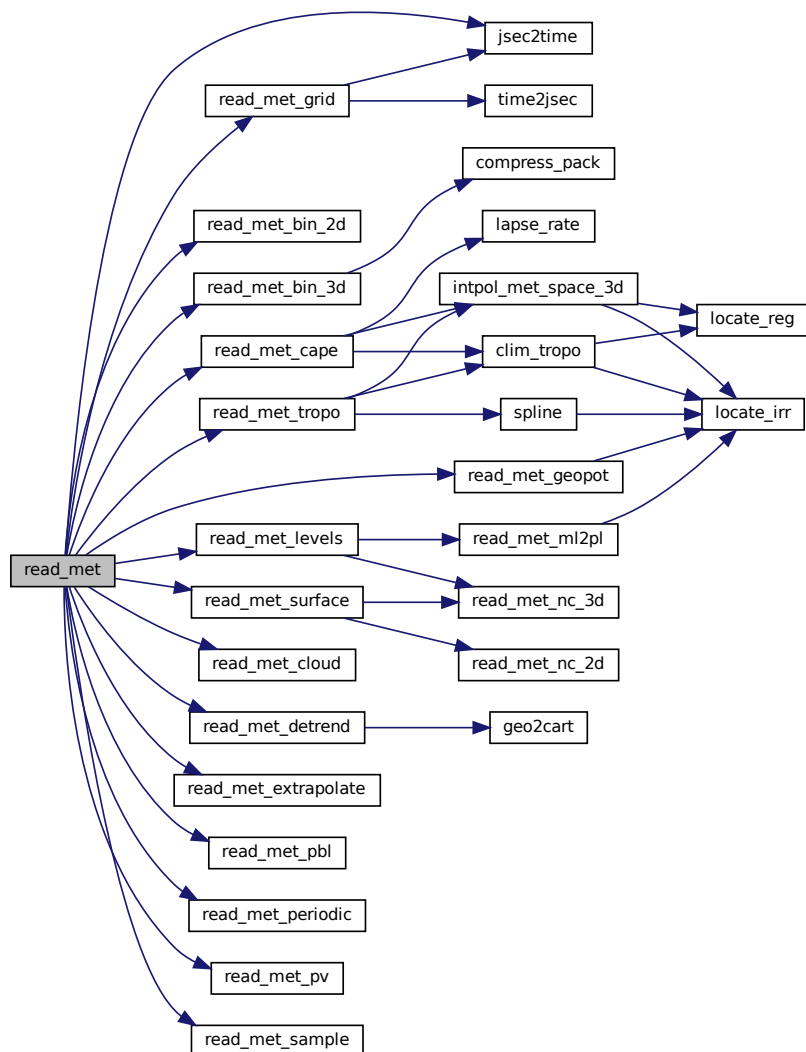 jsec2time
read_met_grid
time2jsec
compress_pack
read_met_bin_2d
lapse_rate
read_met_bin_3d
intpol_met_space_3d
locate_reg
read_met_cape
clim_tropo
read_met_tropo
spline
locate_irr
read_met_geopot
read_met_levels
read_met_ml2pl
read_met
read_met_surface
read_met_nc_3d
read_met_cloud
read_met_nc_2d
read_met_detrend
geo2cart
read_met_extrapolate
read_met_pbl
read_met_periodic
read_met_pv
read_met_sample